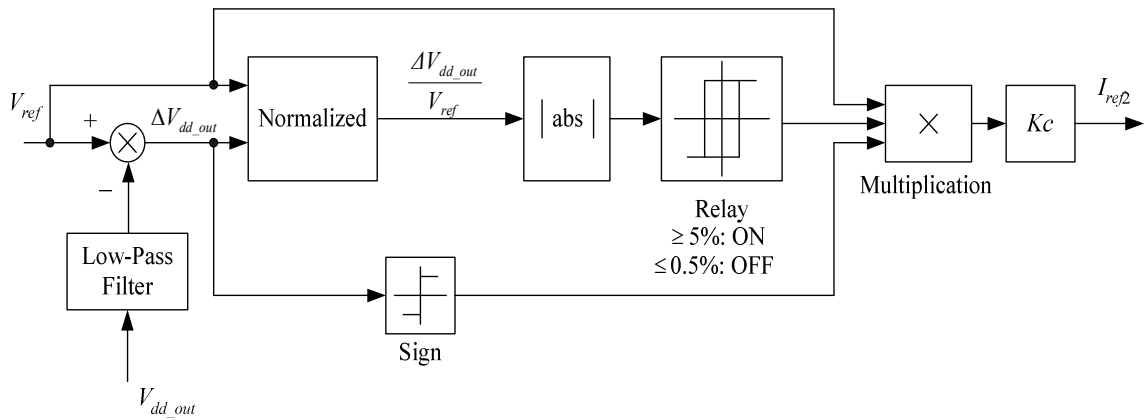 V_ref
+
−
ΔV_dd_out
Low-Pass
Filter
V_dd_out
Normalized
ΔV_dd_out
V_ref
|abs|
Relay
≥ 5%: ON
≤ 0.5%: OFF
Sign
×
Multiplication
Kc
I_ref2